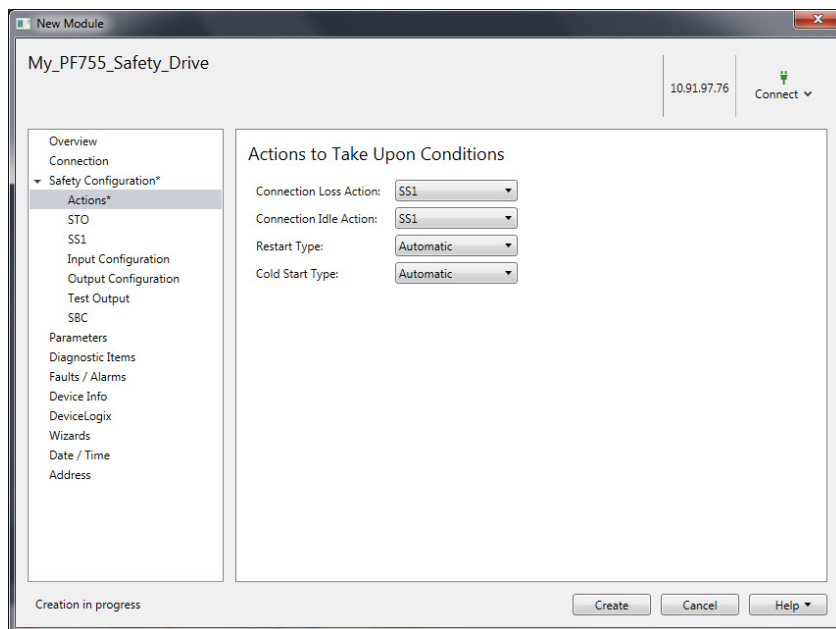 New Module
My_PF755_Safety_Drive
10.91.97.76
Connect
Overview
Connection
Safety Configuration*
Actions*
STO
SS1
Input Configuration
Output Configuration
Test Output
SBC
Parameters
Diagnostic Items
Faults / Alarms
Device Info
DeviceLogix
Wizards
Date / Time
Address
Actions to Take Upon Conditions
Connection Loss Action: SS1
Connection Idle Action: SS1
Restart Type: Automatic
Cold Start Type: Automatic
Creation in progress
Create
Cancel
Help